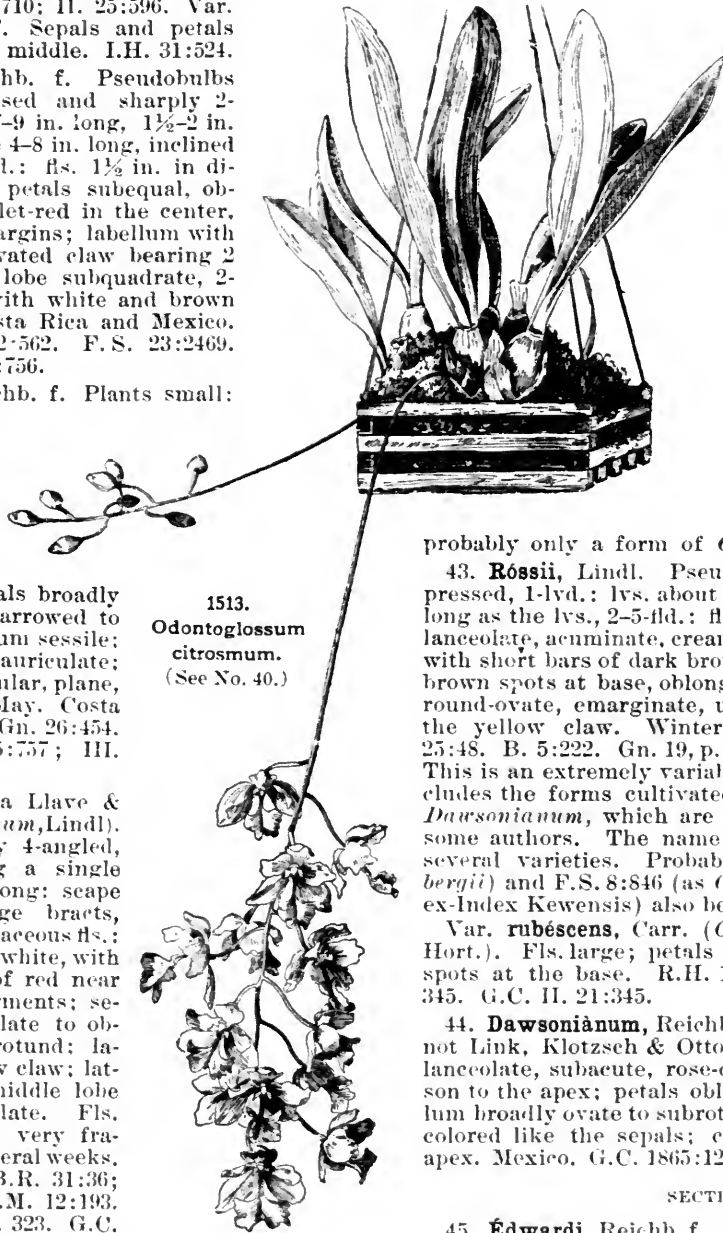 710; II. 25:596. Var.
Sepals and petals
middle. I.H. 31:524.
hb. f. Pseudobulbs
sed and sharply 2-
-9 in. long, 1½-2 in.
4-8 in. long, inclined
l.: fls. 1½ in. in di-
petals subequal, ob-
let-red in the center,
argins; labellum with
vated claw bearing 2
lobe subquadrate, 2-
with white and brown
sta Rica and Mexico.
2:562. F.S. 23:2469.
:756.
hb. f. Plants small:
als broadly
arrowed to
um sessile;
auriculate;
ular, plane,
May. Costa
Gn. 26:454.
:757; III.
a Llave &
um, Lindl).
y 4-angled,
g a single
ong: scape
ge bracts,
aceous fls.:
white, with
of red near
rments; se-
late to ob-
otund; la-
w claw; lat-
middle lobe
late. Fls.
very fra-
eral weeks.
B.R. 31:36;
.M. 12:193.
323. G.C.
1513.
Odontoglossum
citrosmum.
(See No. 40.)
probably only a form of
43. Róssii, Lindl. Pseu
pressed, 1-lvd.: lvs. about
long as the lvs., 2-5-fld.: fl
lanceolate, acuminate, crear
with short bars of dark brow
brown spots at base, oblong
round-ovate, emarginate, u
the yellow claw. Winter
25:48. B. 5:222. Gn. 19, p.
This is an extremely varial
cludes the forms cultivated
Dawsonianum, which are
some authors. The name
several varieties. Probab
bergii) and F.S. 8:846 (as
ex-Index Kewensis) also be
Var. rubéscens, Carr. (
Hort.). Fls. large; petals
spots at the base. R.H.
345. G.C. II. 21:345.
44. Dawsoniànum, Reichb
not Link, Klotzsch & Otto
lanceolate, subacute, rose-c
son to the apex; petals obl
lum broadly ovate to subrot
colored like the sepals; c
apex. Mexico. G.C. 1865:12
SECTI
45. Édwardi, Reichb. f.